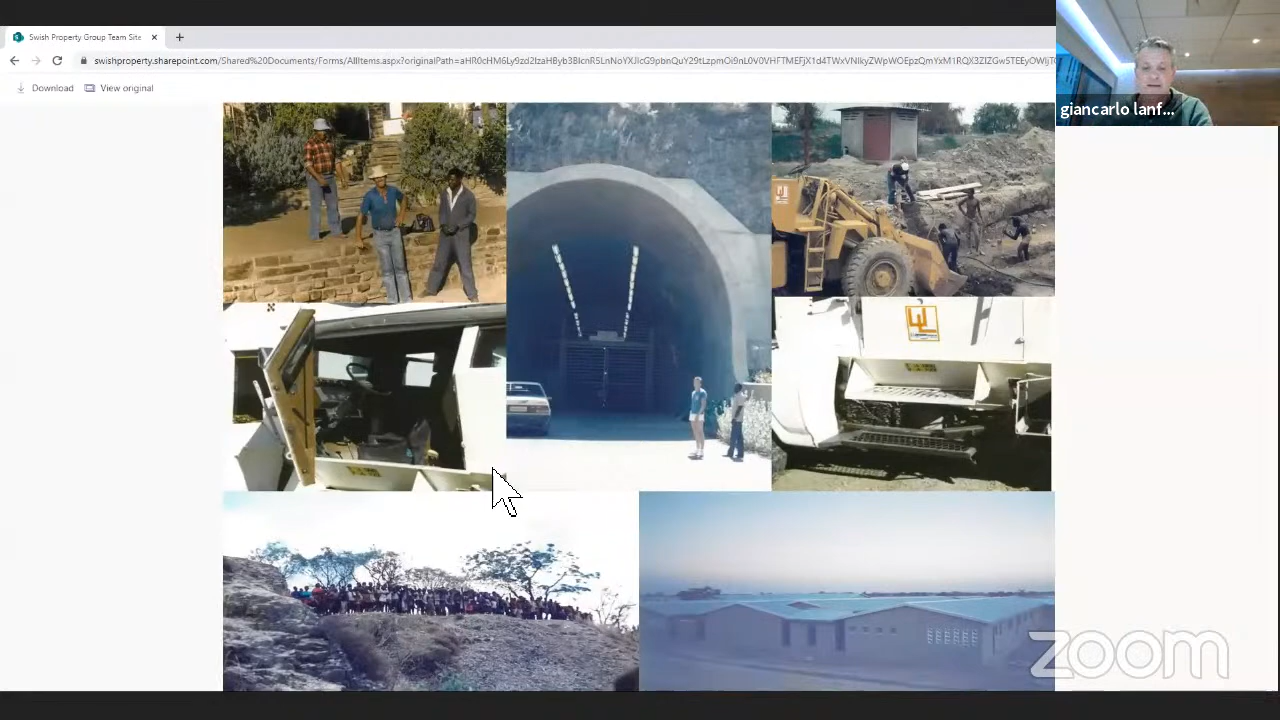 Swish Property Group Team Site
swishproperty.sharepoint.com/Shared%20Documents/Forms/AllItems.aspx?originalPath=
Download
View original
giancarlo lanf...
zoom